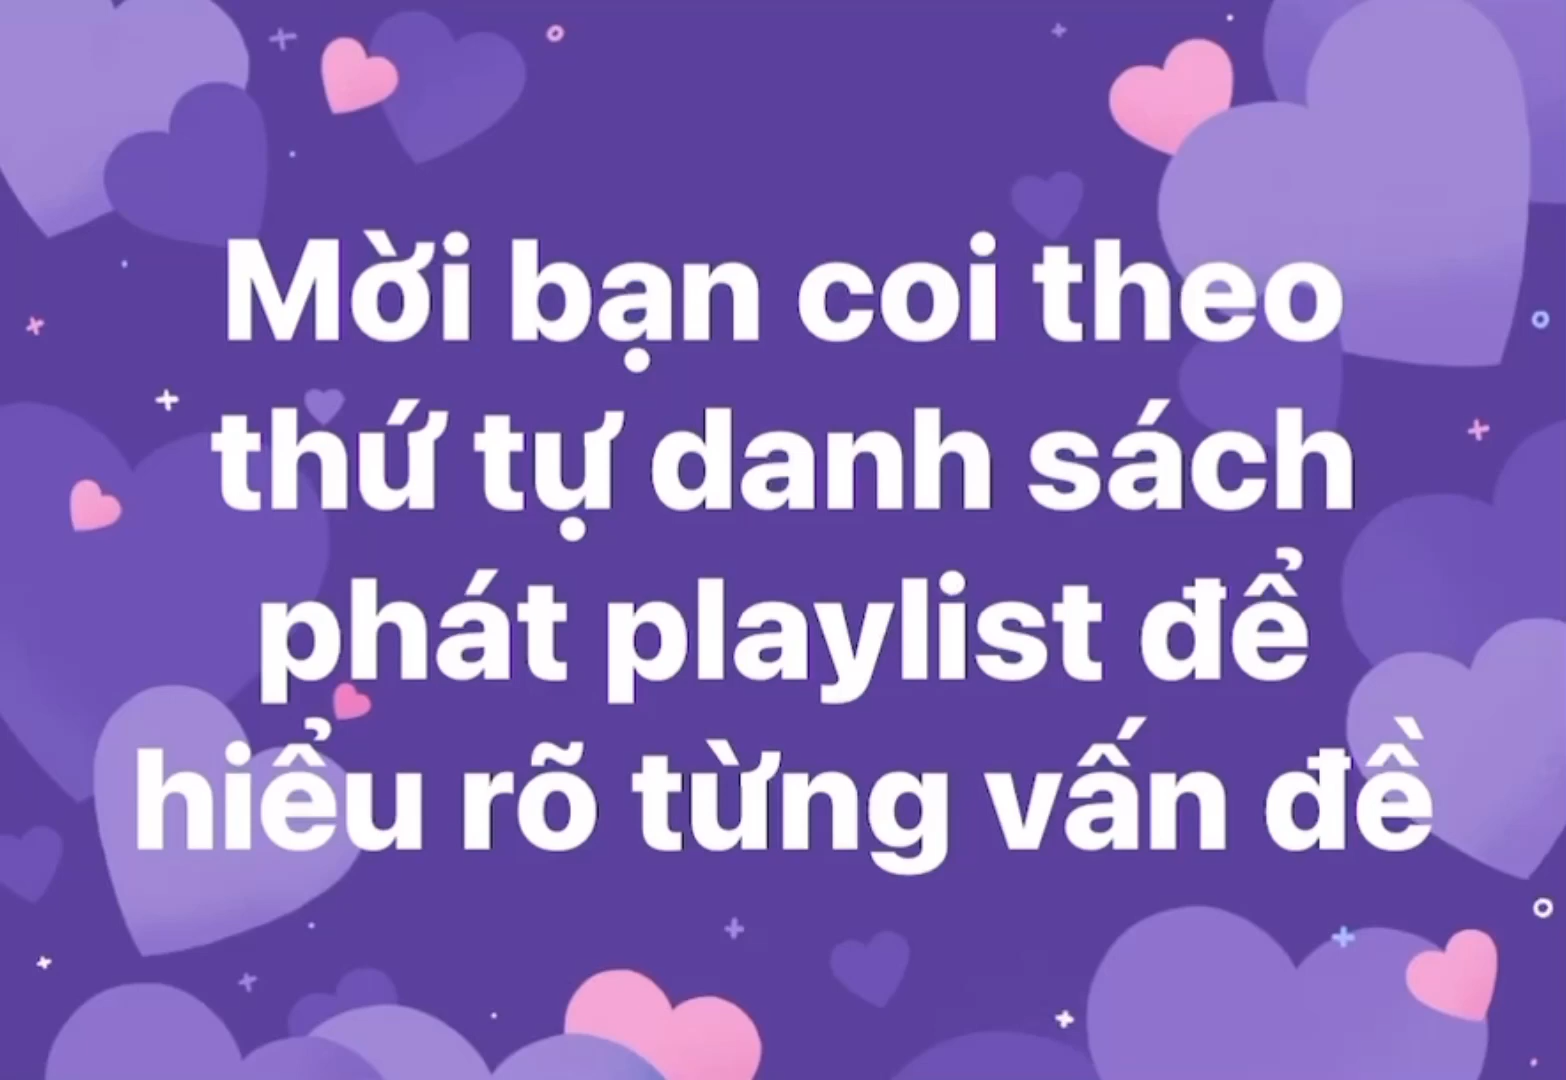 Mời bạn coi theo
thứ tự danh sách
phát playlist để
hiểu rõ từng vấn đề